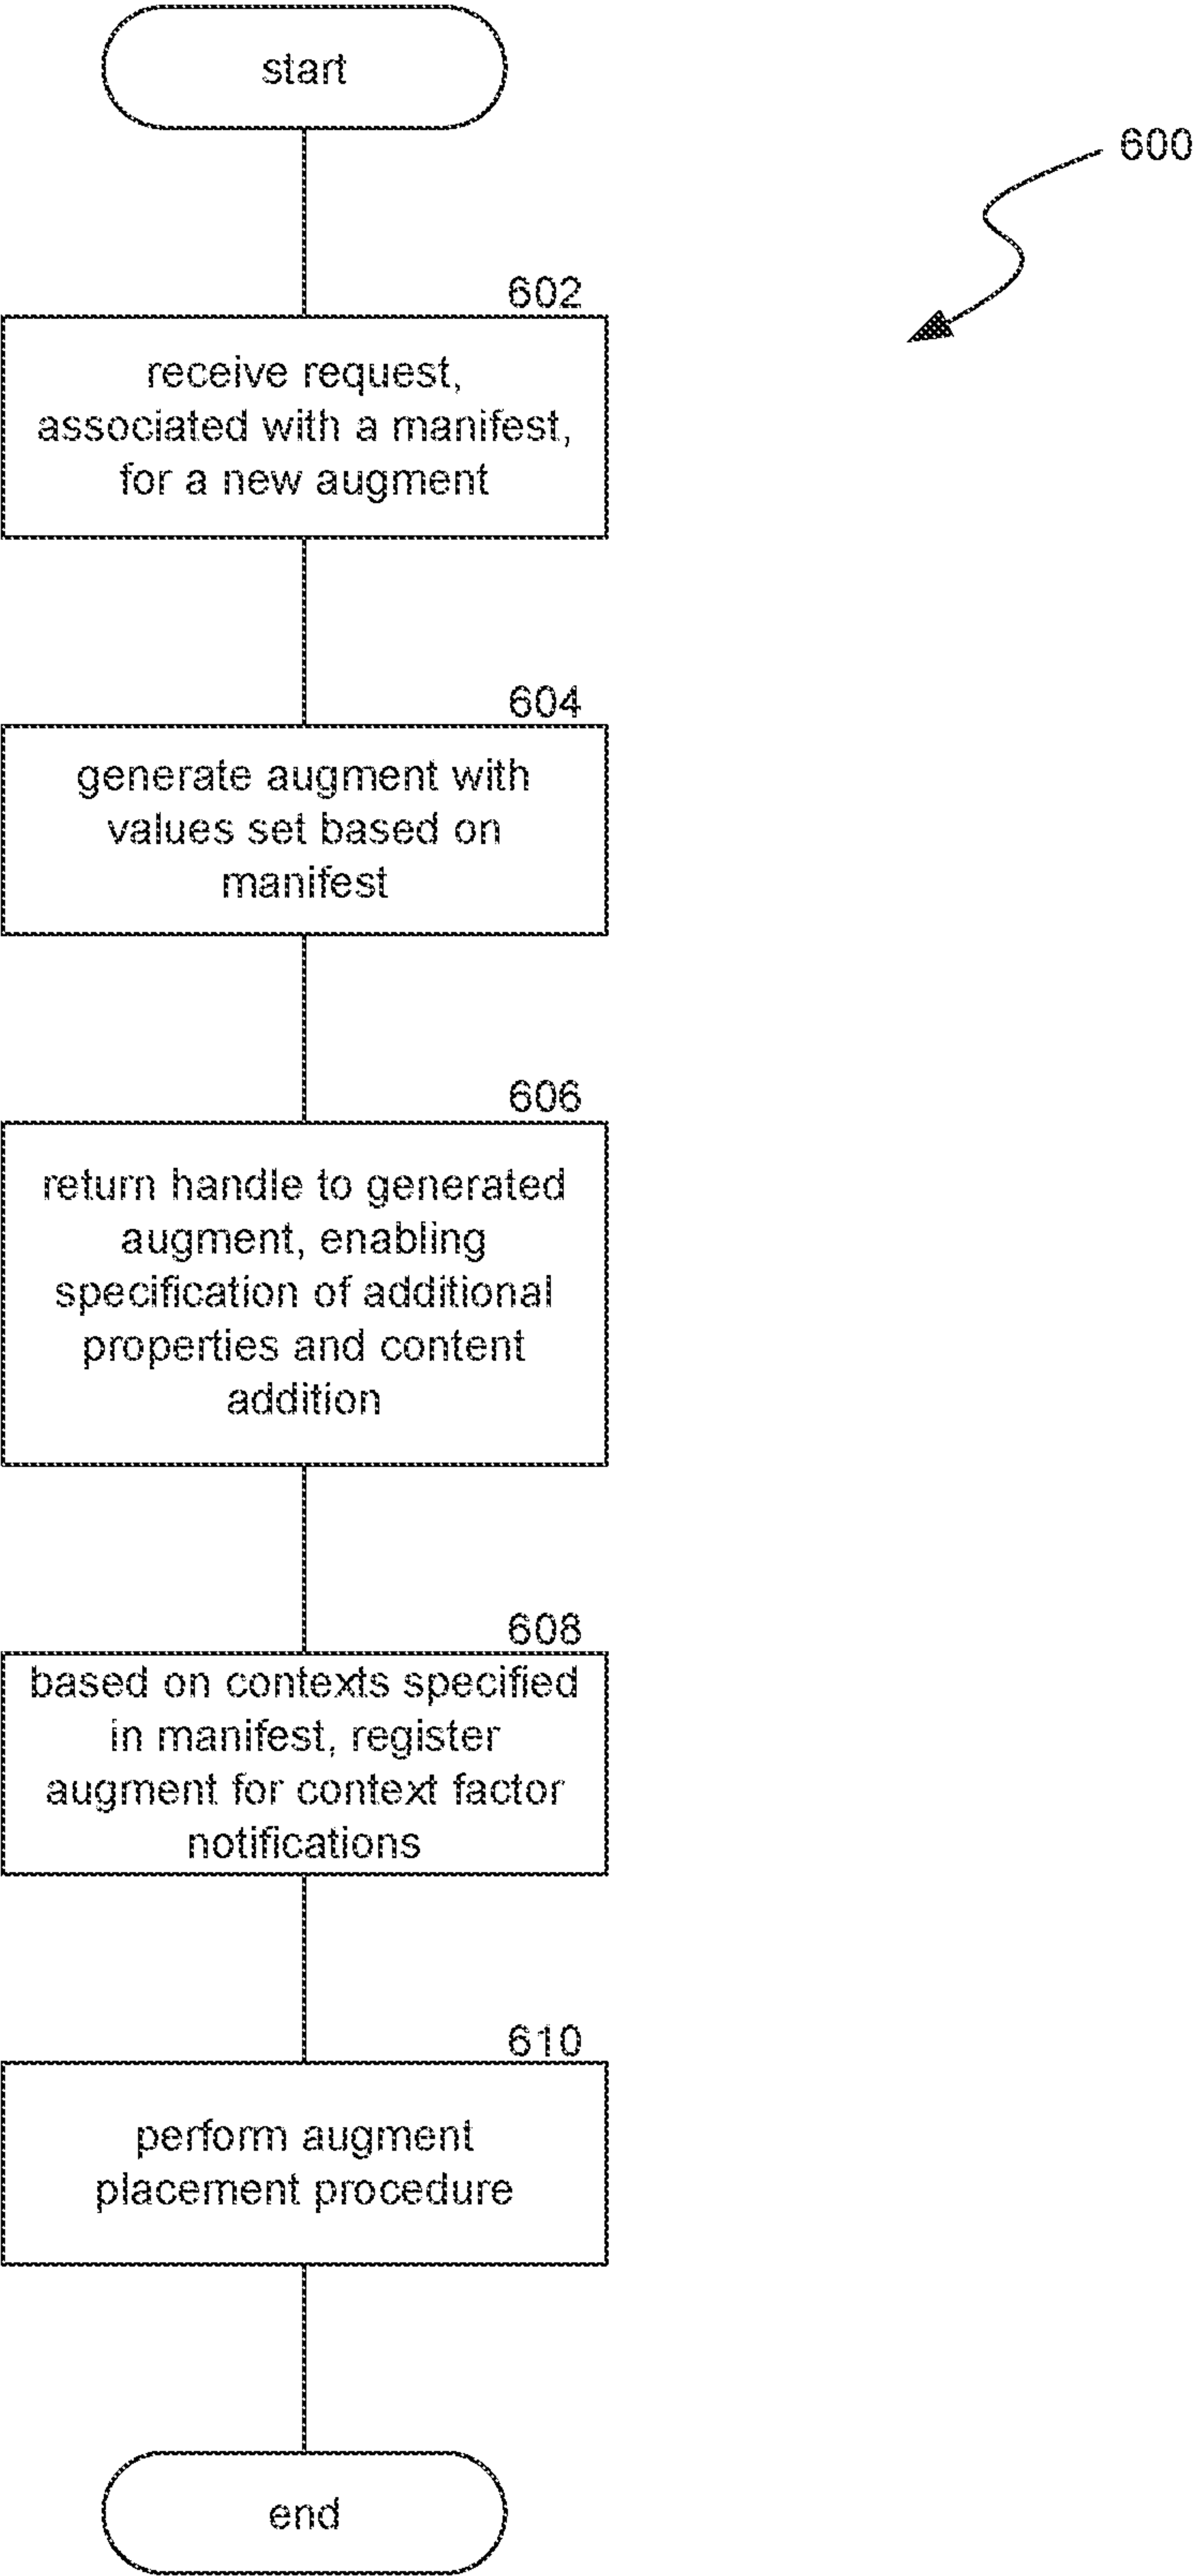 start
600
602
receive request,
associated with a manifest,
for a new augment
604
generate augment with
values set based on
manifest
606
return handle to generated
augment, enabling
specification of additional
properties and content
addition
608
based on contexts specified
in manifest, register
augment for context factor
notifications
610
perform augment
placement procedure
end